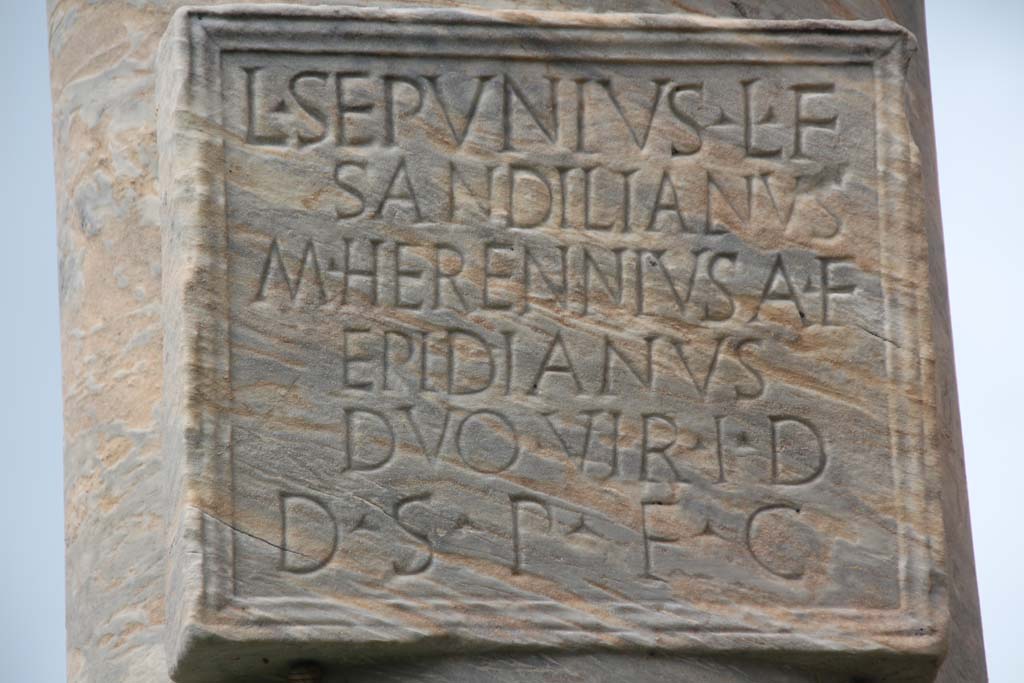 L·SEPVNIVS·L·F
SANDILIANVS
M·HERENNIVS·A·F
EPIDIANVS
DVO·VIR·I·D
D·S·P·F·C